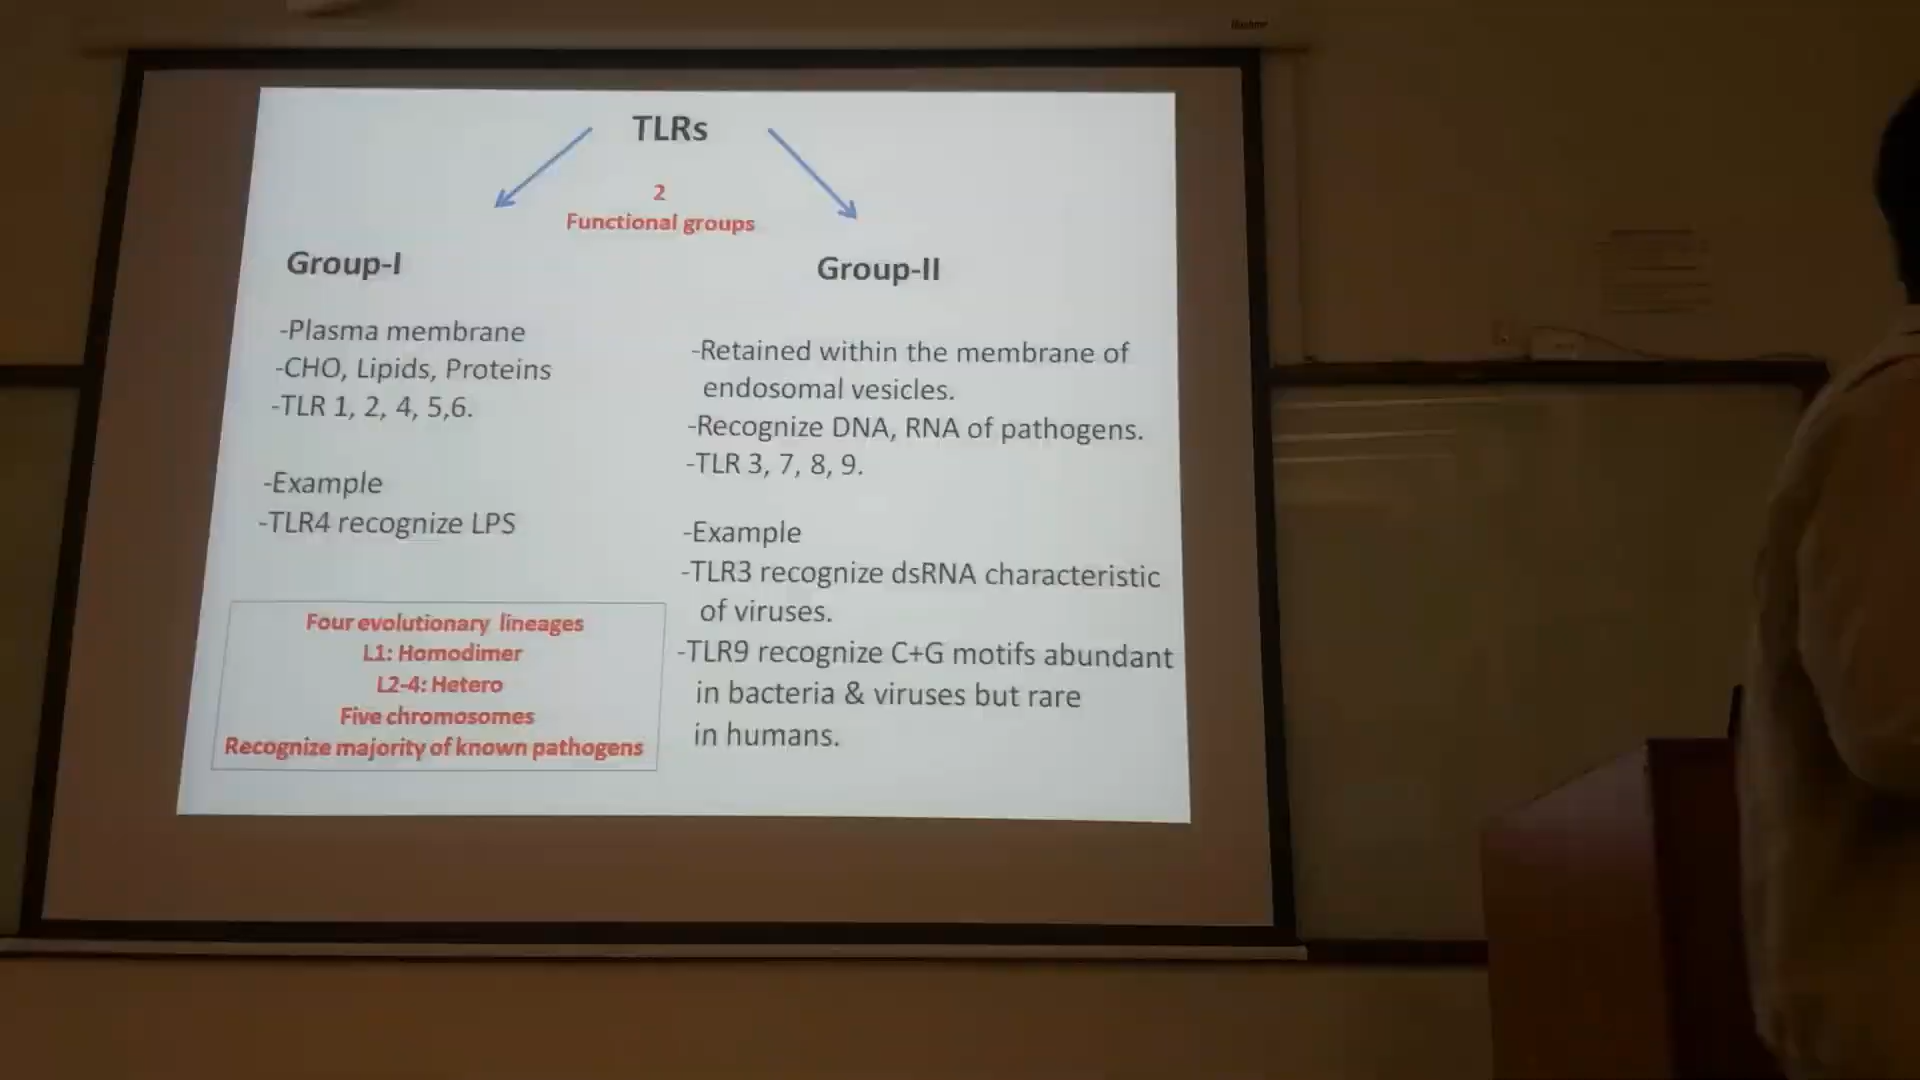 TLRs
2
Functional groups
Group-I
-Plasma membrane
-CHO, Lipids, Proteins
-TLR 1, 2, 4, 5,6.
-Example
-TLR4 recognize LPS
Four evolutionary lineages
L1: Homodimer
L2-4: Hetero
Five chromosomes
Recognize majority of known pathogens
Group-II
-Retained within the membrane of
endosomal vesicles.
-Recognize DNA, RNA of pathogens.
-TLR 3, 7, 8, 9.
-Example
-TLR3 recognize dsRNA characteristic
of viruses.
-TLR9 recognize C+G motifs abundant
in bacteria & viruses but rare
in humans.